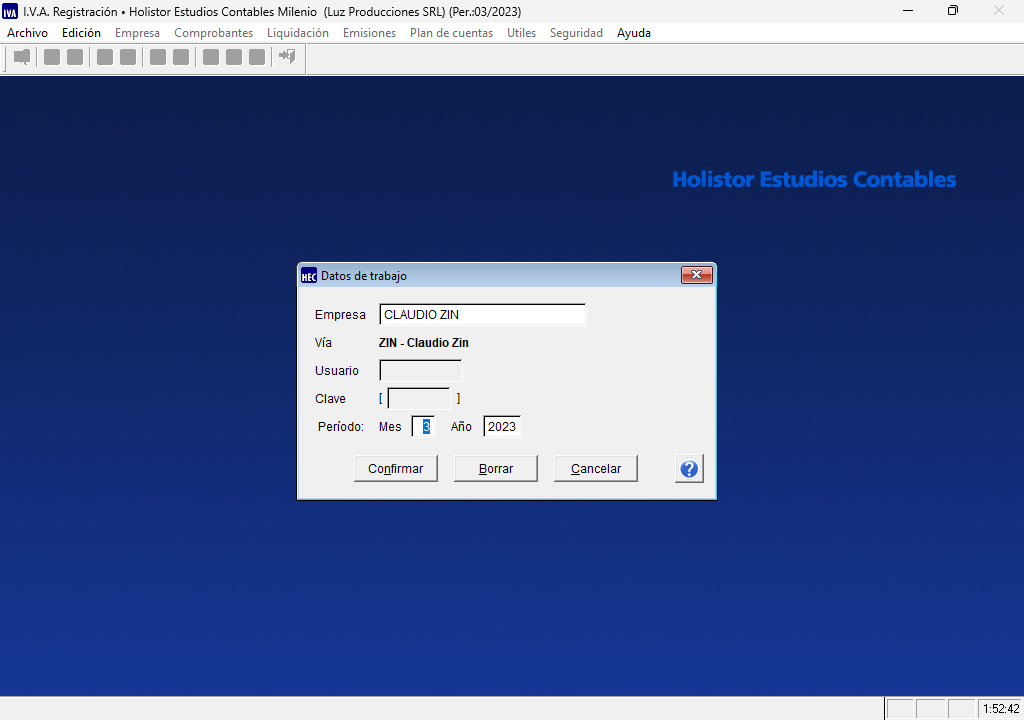 IVA I.V.A. Registración • Holistor Estudios Contables Milenio (Luz Producciones SRL) (Per.:03/2023)
Archivo Edición Empresa Comprobantes Liquidación Emisiones Plan de cuentas Utiles Seguridad Ayuda
Holistor Estudios Contables
HEC Datos de trabajo
Empresa CLAUDIO ZIN
Vía ZIN - Claudio Zin
Usuario
Clave [ ]
Período: Mes 3 Año 2023
Confirmar Borrar Cancelar ?
1:52:42